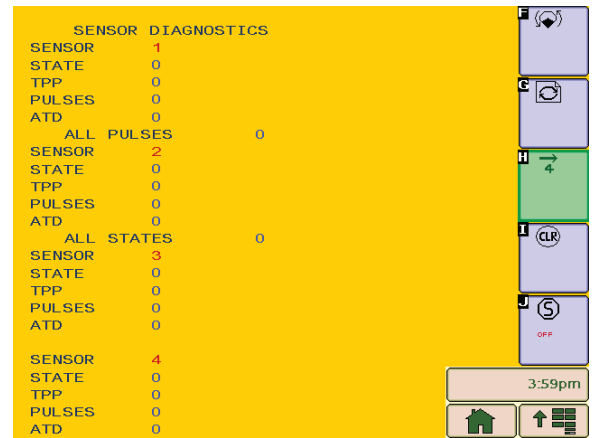 SENSOR DIAGNOSTICS
SENSOR 1
STATE 0
TPP 0
PULSES 0
ATD 0
ALL PULSES 0
SENSOR 2
STATE 0
TPP 0
PULSES 0
ATD 0
ALL STATES 0
SENSOR 3
STATE 0
TPP 0
PULSES 0
ATD 0
SENSOR 4
STATE 0
TPP 0
PULSES 0
ATD 0
F
G
H
4
I
CLR
J
S
OFF
3:59pm